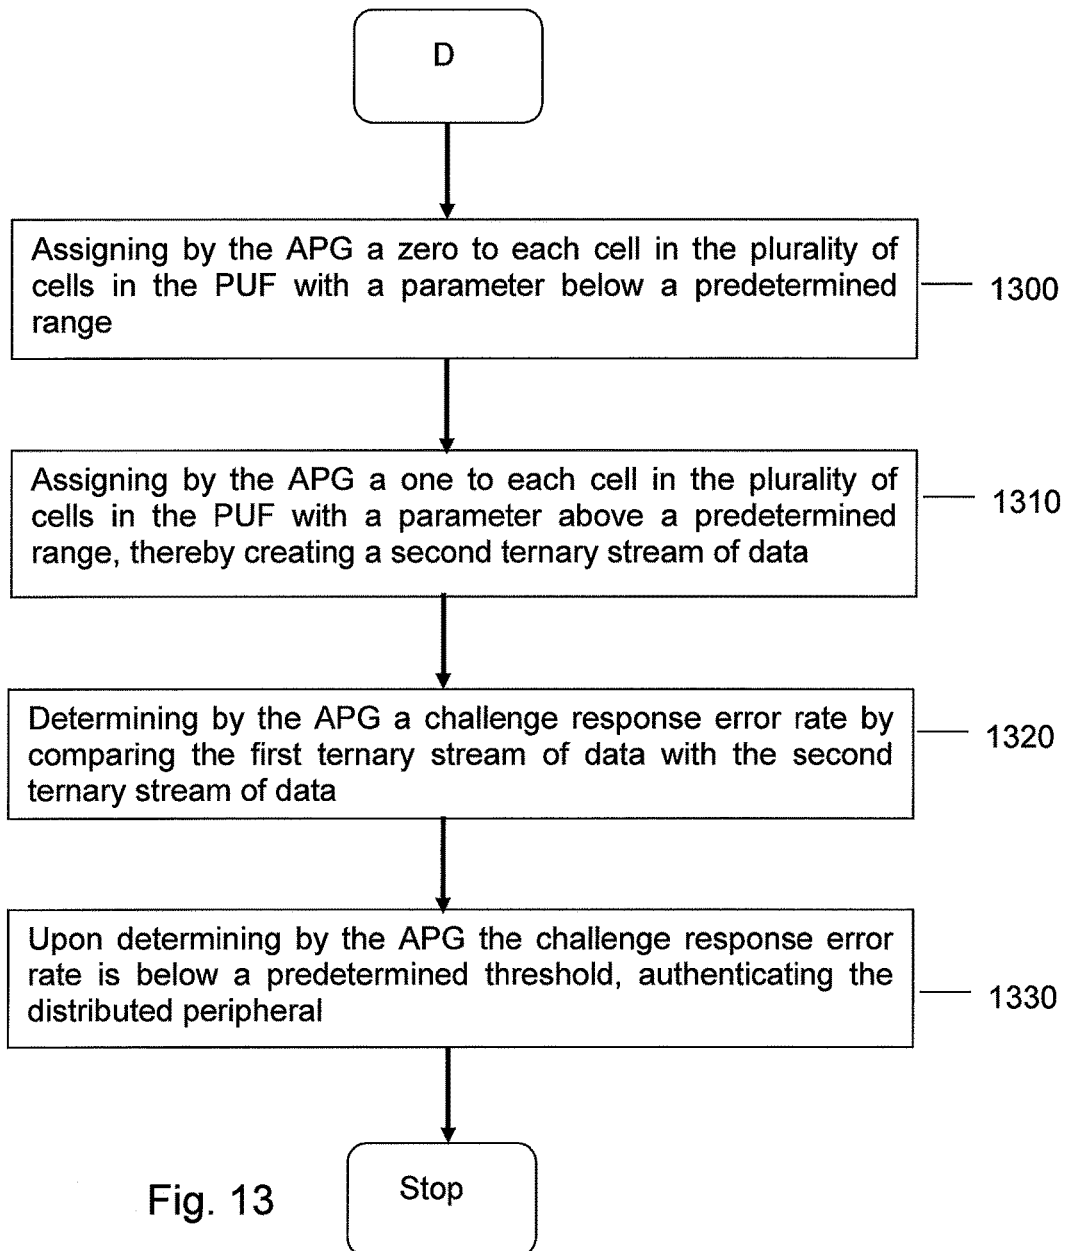 D
Assigning by the APG a zero to each cell in the plurality of
cells in the PUF with a parameter below a predetermined
range
1300
Assigning by the APG a one to each cell in the plurality of
cells in the PUF with a parameter above a predetermined
range, thereby creating a second ternary stream of data
1310
Determining by the APG a challenge response error rate by
comparing the first ternary stream of data with the second
ternary stream of data
1320
Upon determining by the APG the challenge response error
rate is below a predetermined threshold, authenticating the
distributed peripheral
1330
Stop
Fig. 13